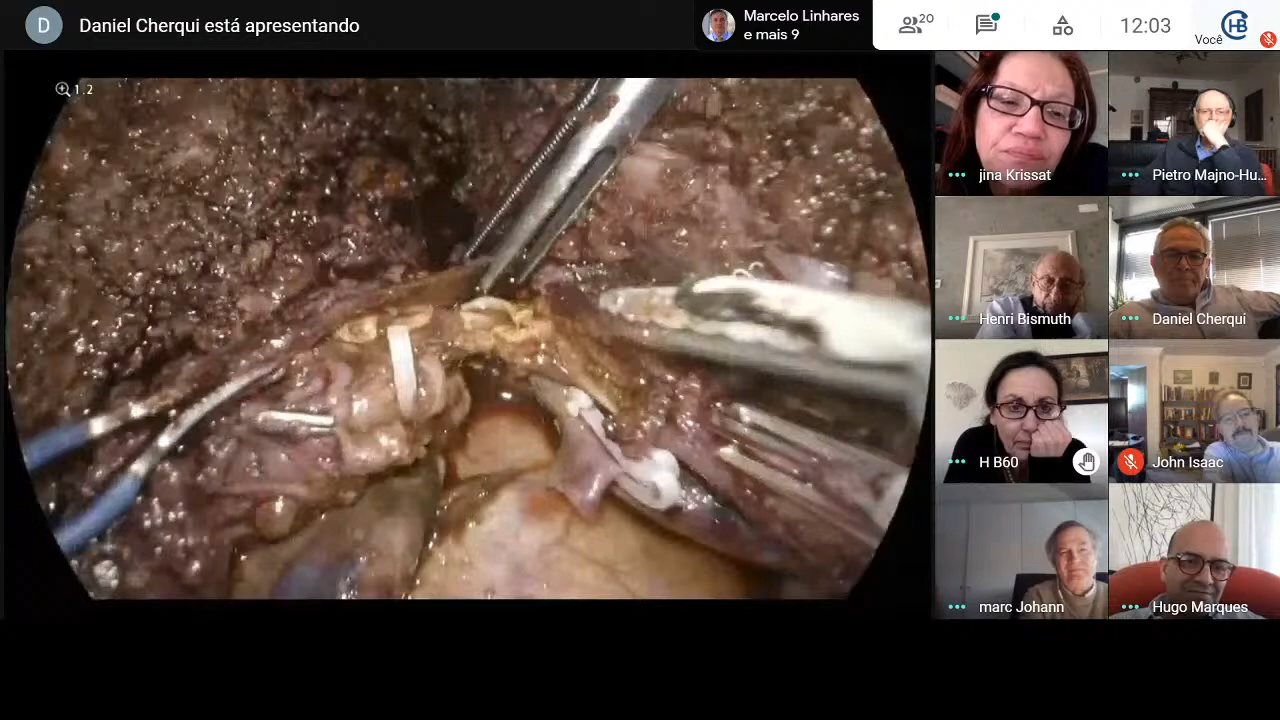 D
Daniel Cherqui está apresentando
Marcelo Linhares
e mais 9
20
12:03
Você
CHB
1.2
jina Krissat
Pietro Majno-Hu...
Henri Bismuth
Daniel Cherqui
H B60
John Isaac
marc Johann
Hugo Marques